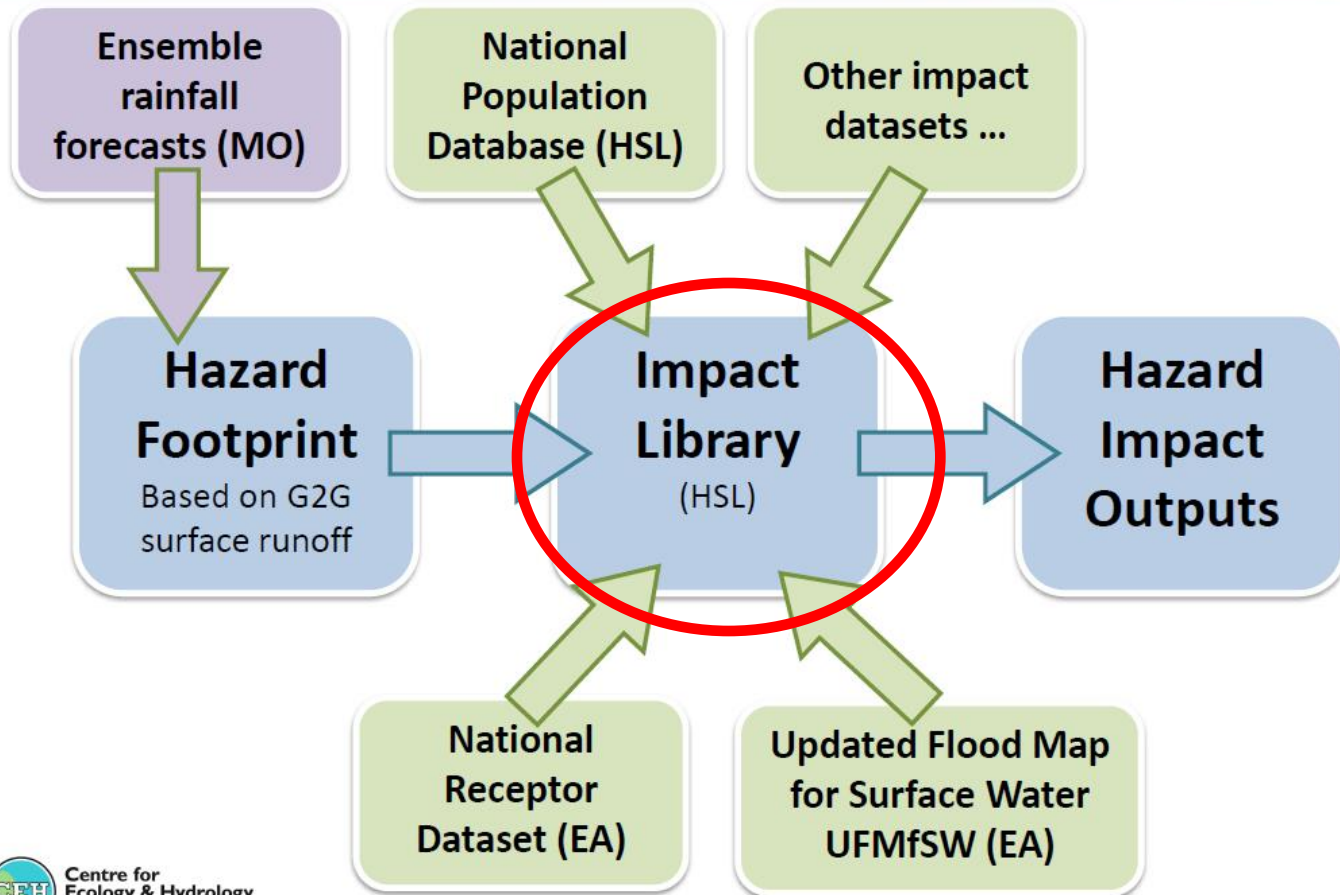 Ensemble
rainfall
forecasts (MO)
National
Population
Database (HSL)
Other impact
datasets ...
Hazard
Footprint
Based on G2G
surface runoff
Impact
Library
(HSL)
Hazard
Impact
Outputs
National
Receptor
Dataset (EA)
Updated Flood Map
for Surface Water
UFMfSW (EA)
CEH
Centre for
Ecology & Hydrology